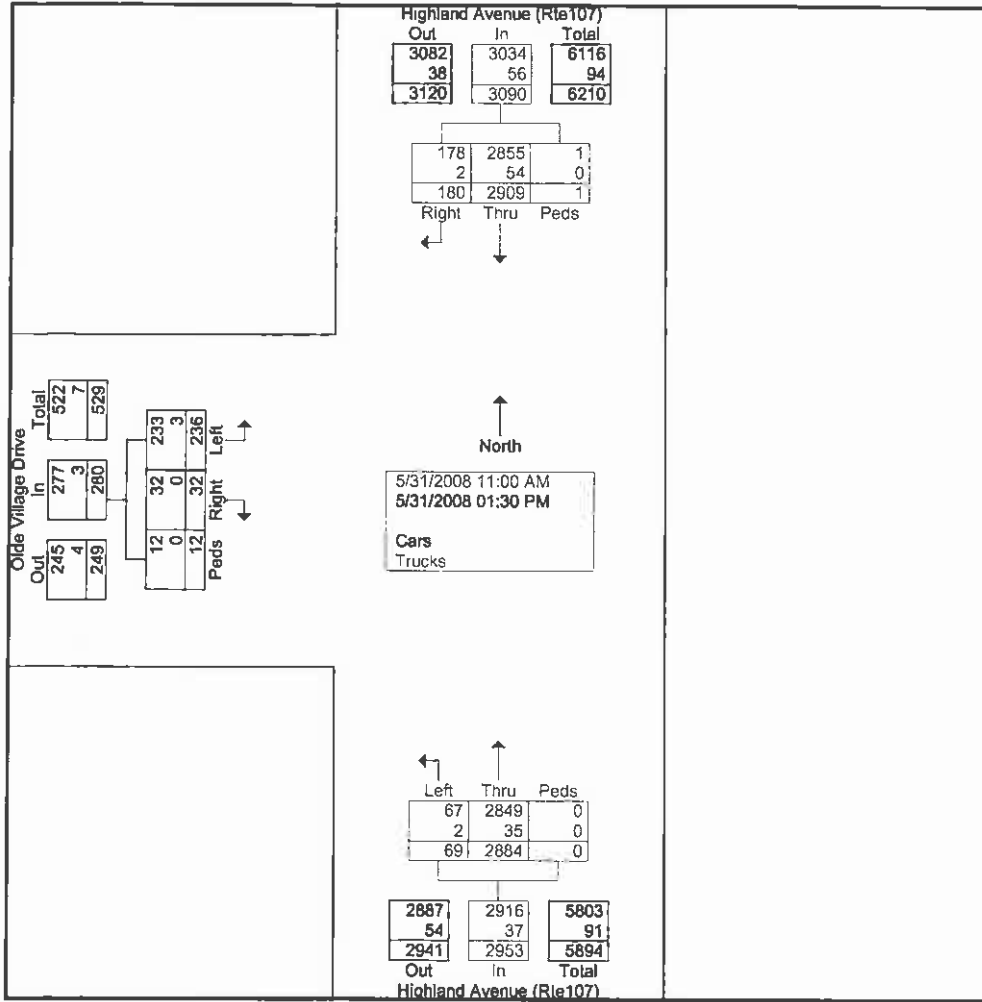 Highland Avenue (Rte107)
Out In Total
3082 3034 6116
38 56 94
3120 3090 6210
178 2855 1
2 54 0
180 2909 1
Right Thru Peds
Olde Village Drive
Out In Total
245 277 522
4 3 7
249 280 529
12 32 233
0 0 3
12 32 236
Peds Right Left
North
5/31/2008 11:00 AM
5/31/2008 01:30 PM
Cars
Trucks
Left Thru Peds
67 2849 0
2 35 0
69 2884 0
2887 2916 5803
54 37 91
2941 2953 5894
Out In Total
Highland Avenue (Rte107)